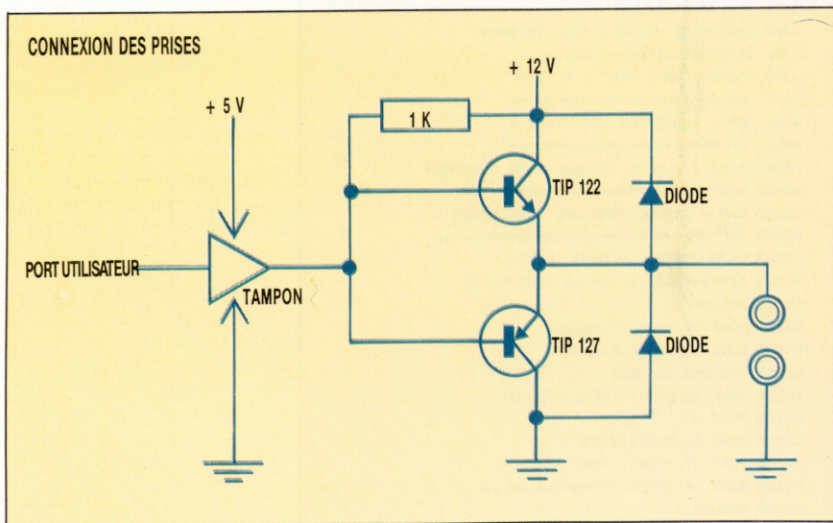 CONNEXION DES PRISES
+ 12 V
+ 5 V
1 K
TIP 122
DIODE
PORT UTILISATEUR
TAMPON
TIP 127
DIODE